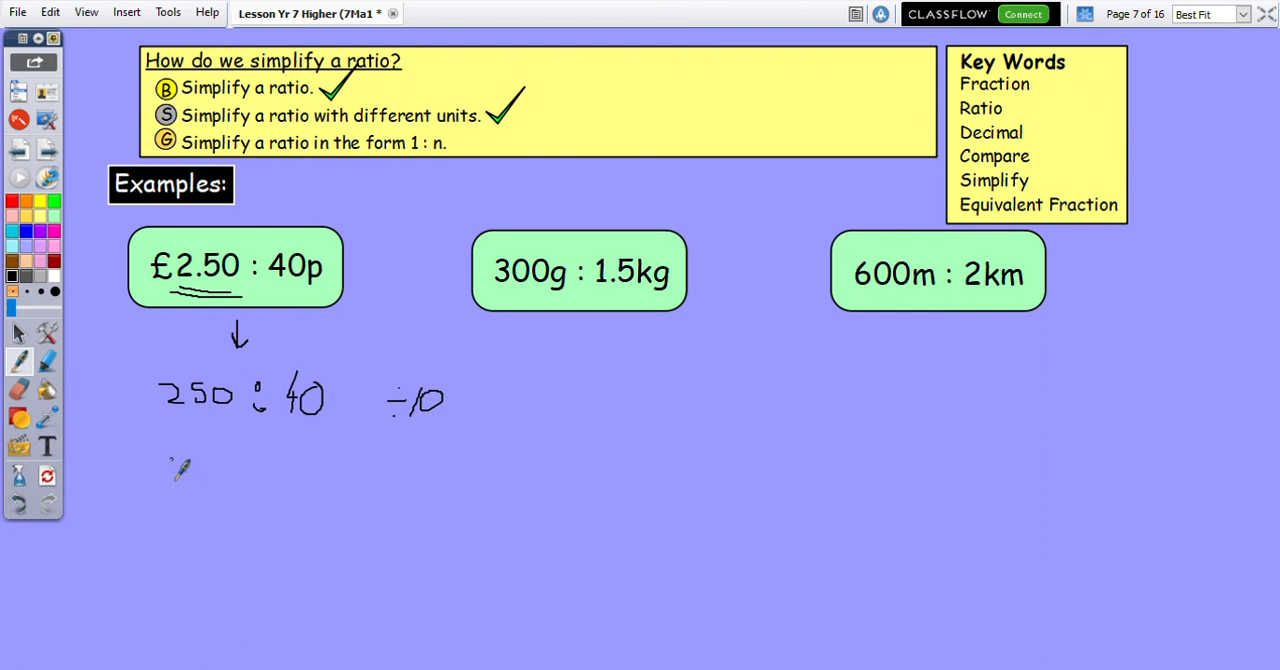 File Edit View Insert Tools Help
Lesson Yr 7 Higher (7Ma1 *
CLASSFLOW Connect
Page 7 of 16
Best Fit
How do we simplify a ratio?
B Simplify a ratio.
S Simplify a ratio with different units.
G Simplify a ratio in the form 1 : n.
Key Words
Fraction
Ratio
Decimal
Compare
Simplify
Equivalent Fraction
Examples:
£2.50 : 40p
300g : 1.5kg
600m : 2km
250 : 40 ÷10
T